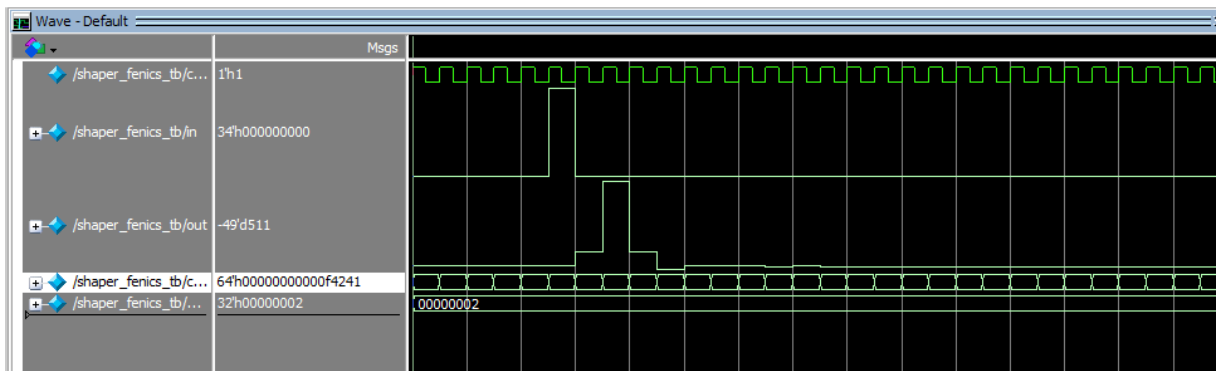 Wave - Default
Msgs
/shaper_fenics_tb/c... 1'h1
/shaper_fenics_tb/in 34'h000000000
/shaper_fenics_tb/out -49'd511
/shaper_fenics_tb/c... 64'h00000000000f4241
/shaper_fenics_tb/... 32'h00000002 00000002